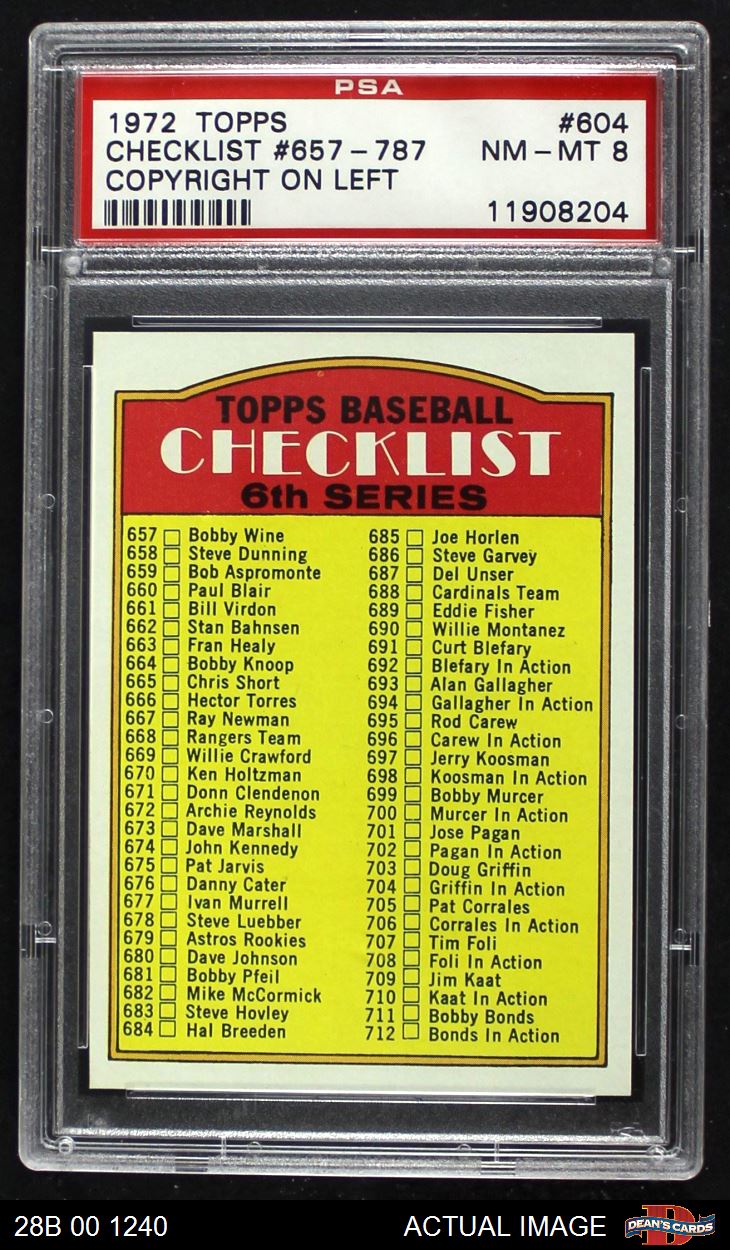 PSA
1972 TOPPS #604
CHECKLIST #657-787 NM-MT 8
COPYRIGHT ON LEFT
11908204
TOPPS BASEBALL
CHECKLIST
6th SERIES
657 Bobby Wine
658 Steve Dunning
659 Bob Aspromonte
660 Paul Blair
661 Bill Virdon
662 Stan Bahnsen
663 Fran Healy
664 Bobby Knoop
665 Chris Short
666 Hector Torres
667 Ray Newman
668 Rangers Team
669 Willie Crawford
670 Ken Holtzman
671 Donn Clendenon
672 Archie Reynolds
673 Dave Marshall
674 John Kennedy
675 Pat Jarvis
676 Danny Cater
677 Ivan Murrell
678 Steve Luebber
679 Astros Rookies
680 Dave Johnson
681 Bobby Pfeil
682 Mike McCormick
683 Steve Hovley
684 Hal Breeden
685 Joe Horlen
686 Steve Garvey
687 Del Unser
688 Cardinals Team
689 Eddie Fisher
690 Willie Montanez
691 Curt Blefary
692 Blefary In Action
693 Alan Gallagher
694 Gallagher In Action
695 Rod Carew
696 Carew In Action
697 Jerry Koosman
698 Koosman In Action
699 Bobby Murcer
700 Murcer In Action
701 Jose Pagan
702 Pagan In Action
703 Doug Griffin
704 Griffin In Action
705 Pat Corrales
706 Corrales In Action
707 Tim Foli
708 Foli In Action
709 Jim Kaat
710 Kaat In Action
711 Bobby Bonds
712 Bonds In Action
28B 00 1240 ACTUAL IMAGE DEAN'S CARDS